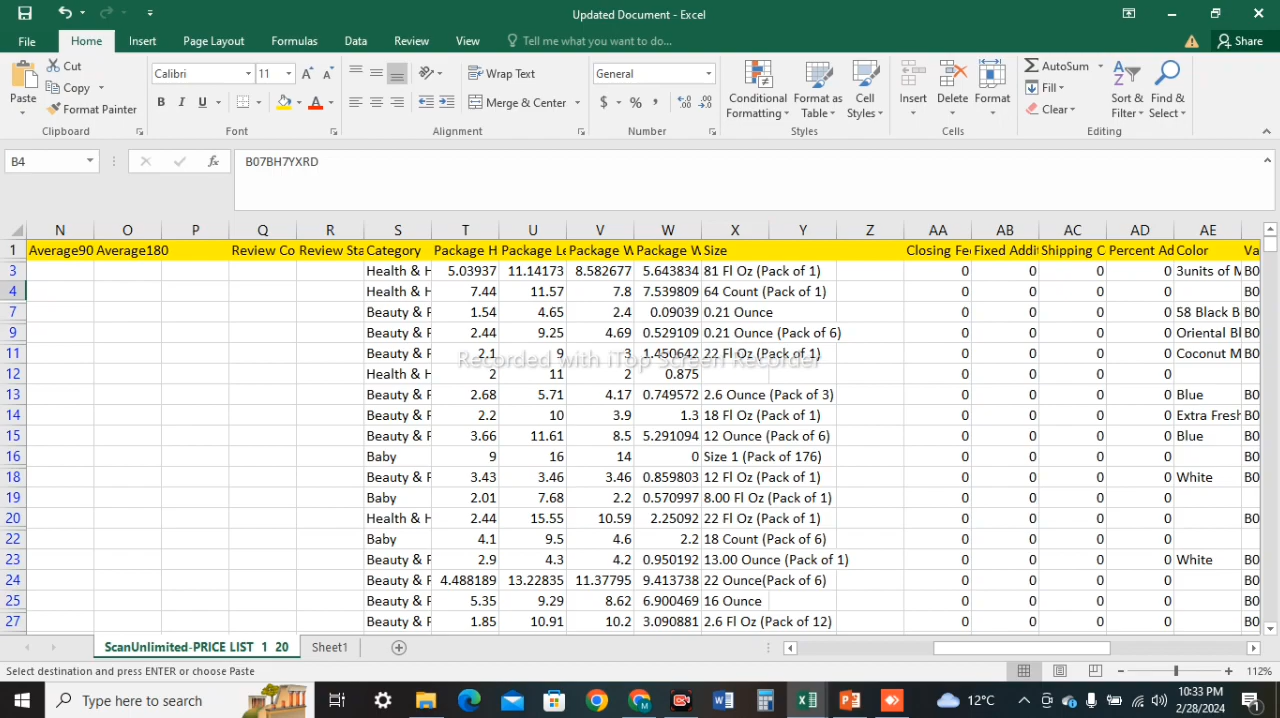 Updated Document - Excel
File Home Insert Page Layout Formulas Data Review View Tell me what you want to do... Share
Cut
Copy
Format Painter
Paste
Calibri 11
B I U
Wrap Text
Merge & Center
General
$ % ,
Conditional Formatting
Format as Table
Cell Styles
Insert Delete Format
AutoSum
Fill
Clear
Sort & Filter
Find & Select
Clipboard Font Alignment Number Styles Cells Editing
B4 fx B07BH7YXRD
N O P Q R S T U V W X Y Z AA AB AC AD AE
1 Average90 Average180 Review Co Review Sta Category Package H Package Le Package W Package W Size Closing Fee Fixed Addit Shipping C Percent Ad Color Va
3 Health & H 5.03937 11.14173 8.582677 5.643834 81 Fl Oz (Pack of 1) 0 0 0 0 3units of M B0
4 Health & H 7.44 11.57 7.8 7.539809 64 Count (Pack of 1) 0 0 0 0 B0
7 Beauty & P 1.54 4.65 2.4 0.09039 0.21 Ounce 0 0 0 0 58 Black B B0
9 Beauty & P 2.44 9.25 4.69 0.529109 0.21 Ounce (Pack of 6) 0 0 0 0 Oriental Bl B0
11 Beauty & P 2.1 9 3 1.450642 22 Fl Oz (Pack of 1) 0 0 0 0 Coconut M B0
Recorded with iTop Screen Recorder
12 Health & H 2 11 2 0.875 0 0 0 0
13 Beauty & P 2.68 5.71 4.17 0.749572 2.6 Ounce (Pack of 3) 0 0 0 0 Blue B0
14 Beauty & P 2.2 10 3.9 1.3 18 Fl Oz (Pack of 1) 0 0 0 0 Extra Fresh B0
15 Beauty & P 3.66 11.61 8.5 5.291094 12 Ounce (Pack of 6) 0 0 0 0 Blue B0
16 Baby 9 16 14 0 Size 1 (Pack of 176) 0 0 0 0
18 Beauty & P 3.43 3.46 3.46 0.859803 12 Fl Oz (Pack of 1) 0 0 0 0 White B0
19 Baby 2.01 7.68 2.2 0.570997 8.00 Fl Oz (Pack of 1) 0 0 0 0
20 Health & H 2.44 15.55 10.59 2.25092 22 Fl Oz (Pack of 1) 0 0 0 0 B0
22 Baby 4.1 9.5 4.6 2.2 18 Count (Pack of 6) 0 0 0 0
23 Beauty & P 2.9 4.3 4.2 0.950192 13.00 Ounce (Pack of 1) 0 0 0 0 White B0
24 Beauty & P 4.488189 13.22835 11.37795 9.413738 22 Ounce(Pack of 6) 0 0 0 0
25 Beauty & P 5.35 9.29 8.62 6.900469 16 Ounce 0 0 0 0 B0
27 Beauty & P 1.85 10.91 10.2 3.090881 2.6 Fl Oz (Pack of 12) 0 0 0 0 B0
ScanUnlimited-PRICE LIST 1 20 Sheet1
Select destination and press ENTER or choose Paste 112%
Type here to search 12°C 10:33 PM
2/28/2024